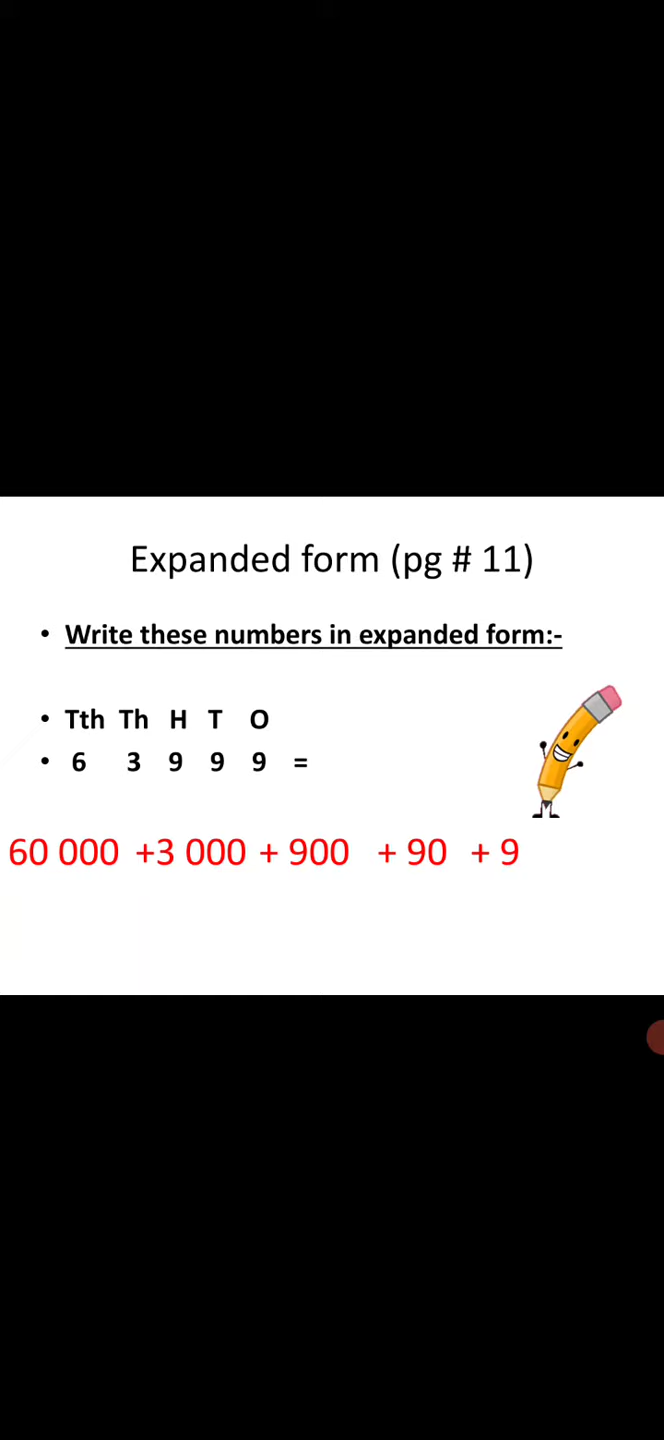 Expanded form (pg # 11)
• Write these numbers in expanded form:-
• Tth Th H T O
• 6 3 9 9 9 =
60 000 +3 000 + 900 + 90 + 9